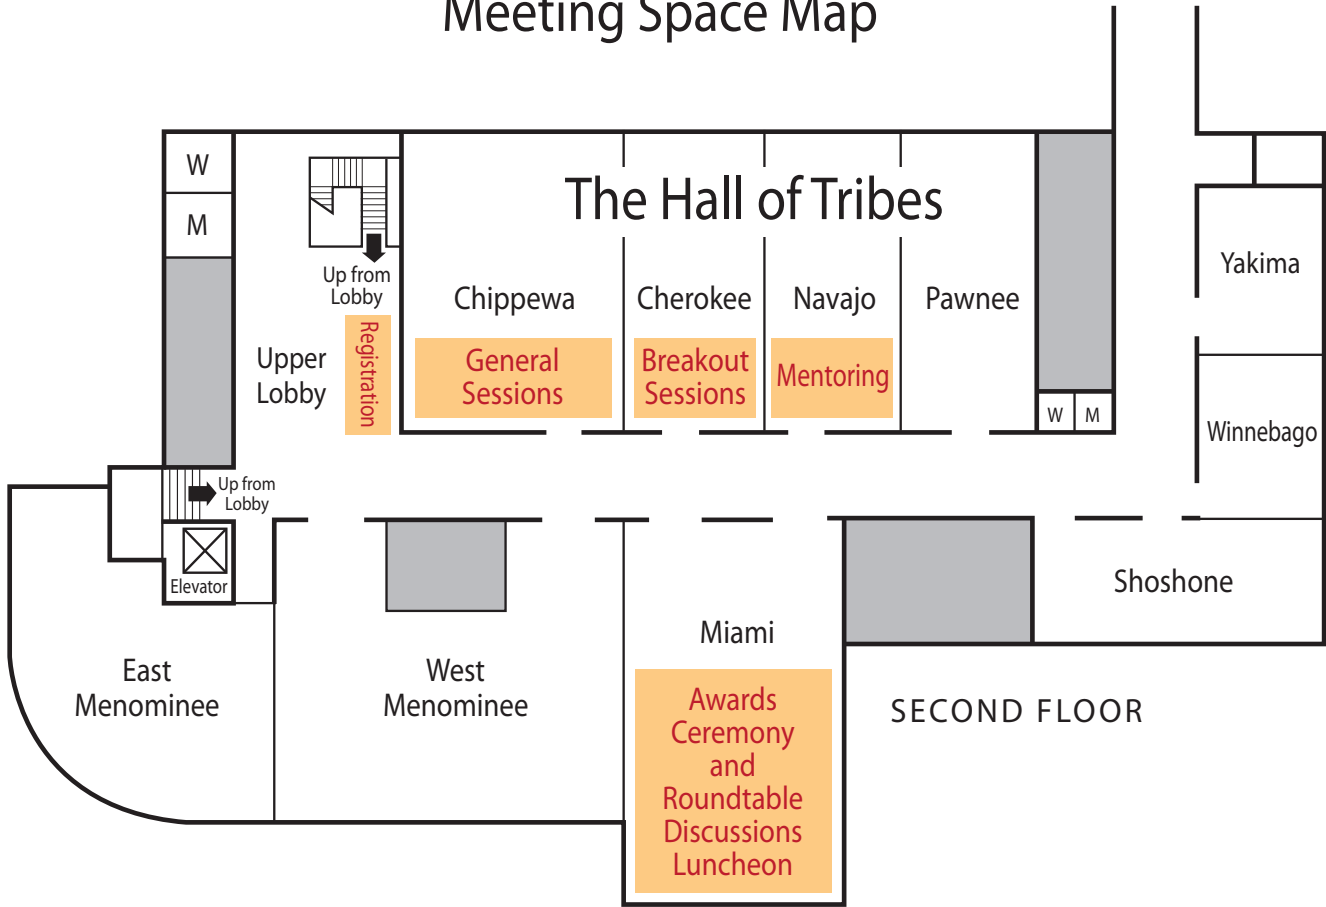 Meeting Space Map
W
M
The Hall of Tribes
Up from
Lobby
Chippewa
Cherokee
Navajo
Pawnee
Yakima
Upper
Lobby
Registration
General
Sessions
Breakout
Sessions
Mentoring
W
M
Winnebago
Up from
Lobby
Elevator
Shoshone
East
Menominee
West
Menominee
Miami
Awards
Ceremony
and
Roundtable
Discussions
Luncheon
SECOND FLOOR